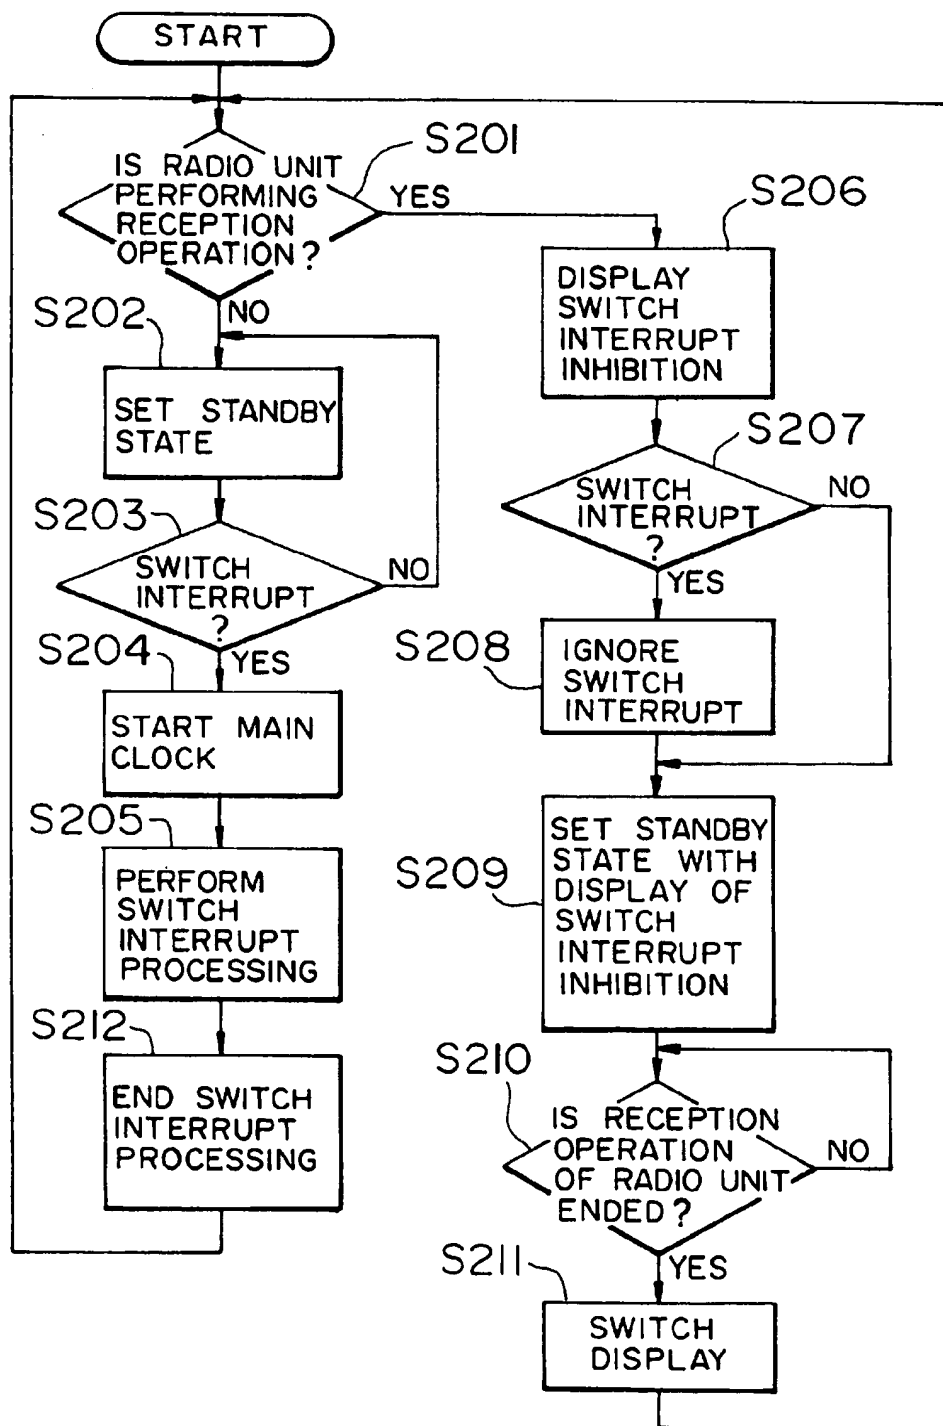 START
S201
IS RADIO UNIT
PERFORMING
RECEPTION
OPERATION?
YES
NO
S202
SET STANDBY
STATE
S203
SWITCH
INTERRUPT
?
NO
YES
S204
START MAIN
CLOCK
S205
PERFORM
SWITCH
INTERRUPT
PROCESSING
S212
END SWITCH
INTERRUPT
PROCESSING
S206
DISPLAY
SWITCH
INTERRUPT
INHIBITION
S207
SWITCH
INTERRUPT
?
NO
YES
S208
IGNORE
SWITCH
INTERRUPT
S209
SET STANDBY
STATE WITH
DISPLAY OF
SWITCH
INTERRUPT
INHIBITION
S210
IS RECEPTION
OPERATION
OF RADIO UNIT
ENDED?
NO
YES
S211
SWITCH
DISPLAY